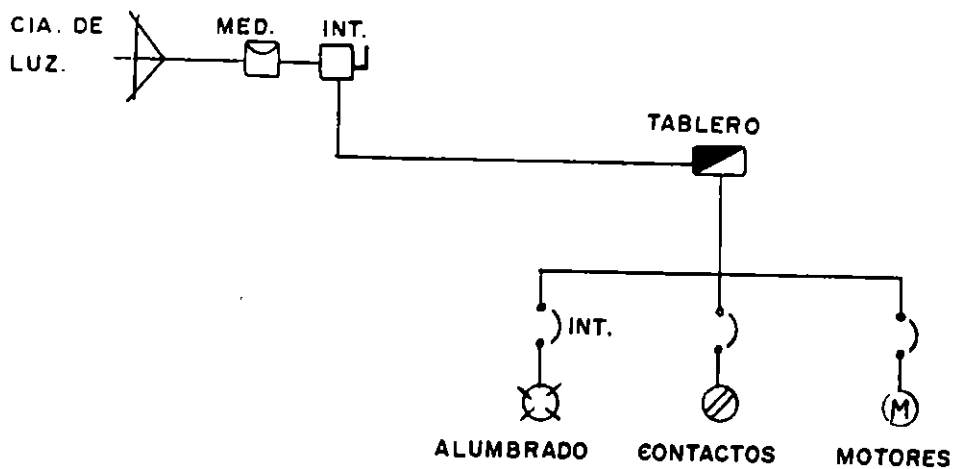 CIA. DE
LUZ.
MED.
INT.
TABLERO
INT.
M
ALUMBRADO
CONTACTOS
MOTORES